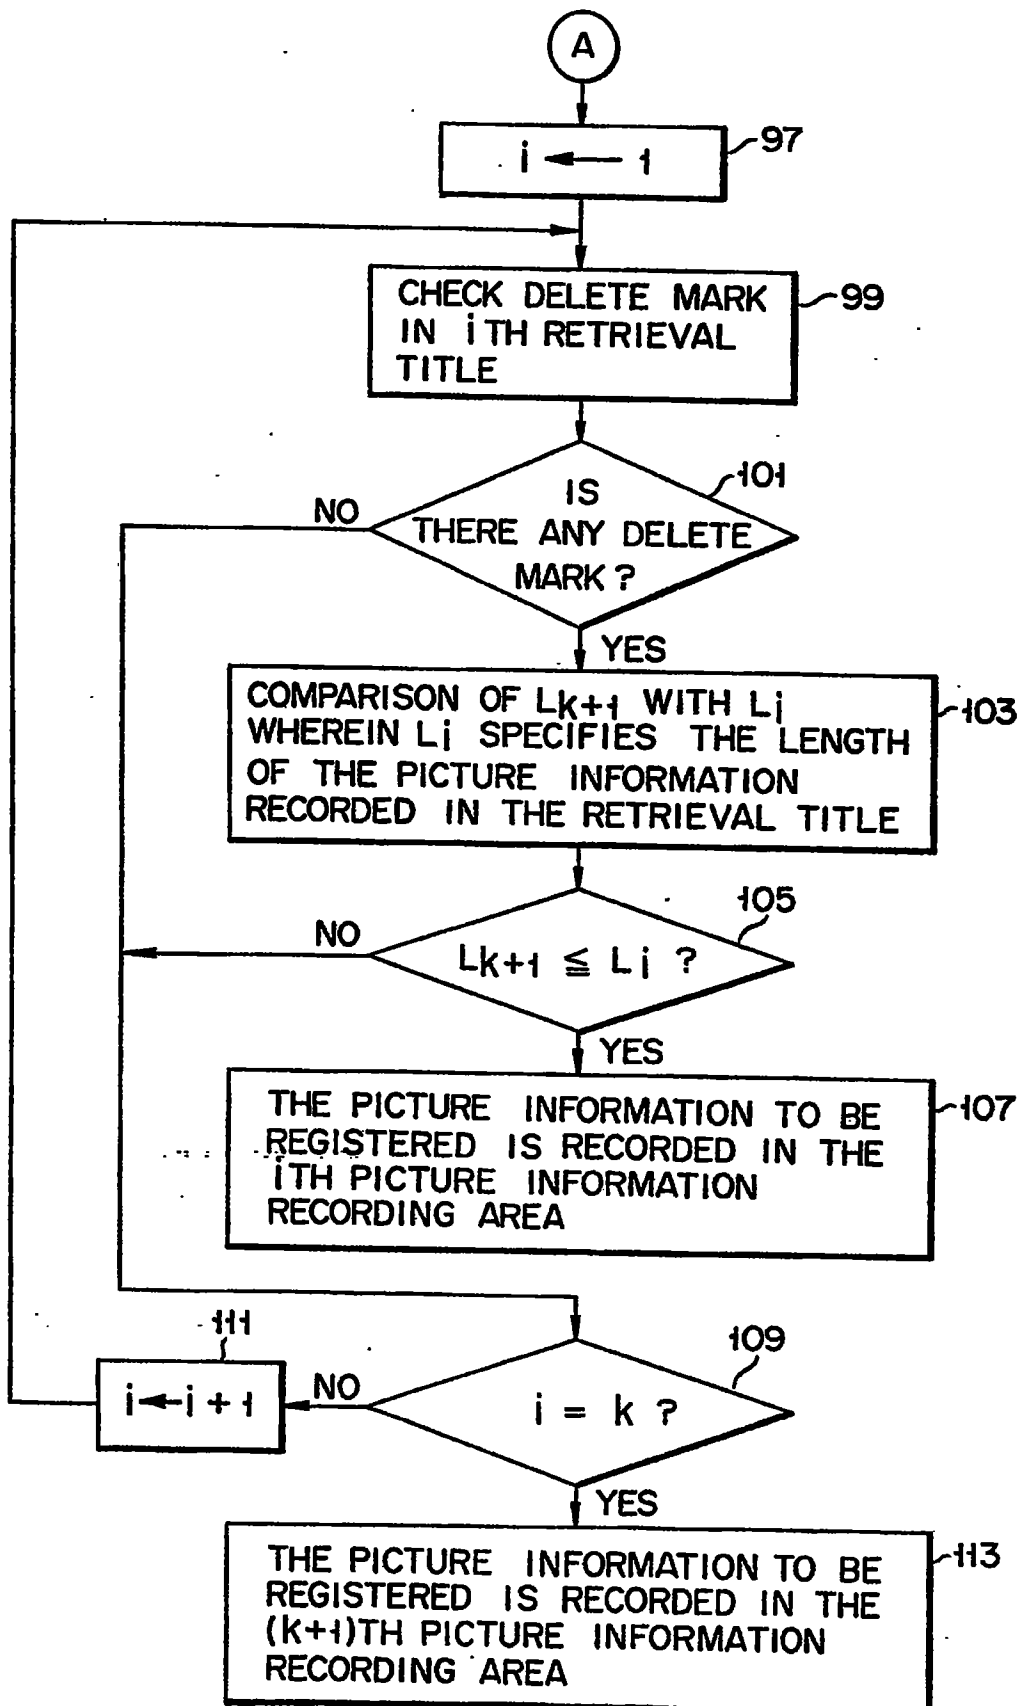 A
i ← 1
97
CHECK DELETE MARK
IN iTH RETRIEVAL
TITLE
99
IS
THERE ANY DELETE
MARK?
101
NO
YES
COMPARISON OF Lk+1 WITH Li
WHEREIN Li SPECIFIES THE LENGTH
OF THE PICTURE INFORMATION
RECORDED IN THE RETRIEVAL TITLE
103
Lk+1 ≦ Li ?
105
NO
YES
THE PICTURE INFORMATION TO BE
REGISTERED IS RECORDED IN THE
iTH PICTURE INFORMATION
RECORDING AREA
107
i = k ?
109
NO
i ← i + 1
111
YES
THE PICTURE INFORMATION TO BE
REGISTERED IS RECORDED IN THE
(k+1)TH PICTURE INFORMATION
RECORDING AREA
113